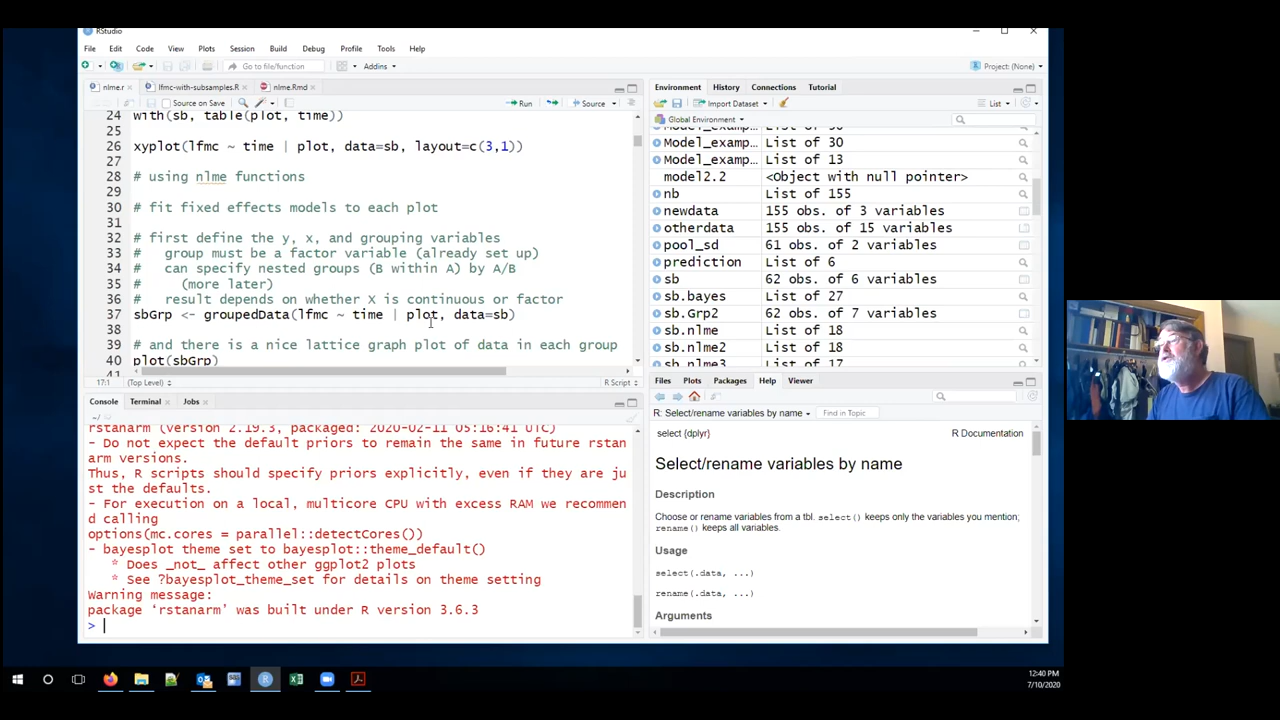 RStudio
File Edit Code View Plots Session Build Debug Profile Tools Help
Go to file/function
Addins
Project: (None)
nlme.r
lfmc-with-subsamples.R
nlme.Rmd
Source on Save
Run
Source
24 with(sb, table(plot, time))
25
26 xyplot(lfmc ~ time | plot, data=sb, layout=c(3,1))
27
28 # using nlme functions
29
30 # fit fixed effects models to each plot
31
32 # first define the y, x, and grouping variables
33 #   group must be a factor variable (already set up)
34 #   can specify nested groups (B within A) by A/B
35 #     (more later)
36 #   result depends on whether X is continuous or factor
37 sbGrp <- groupedData(lfmc ~ time | plot, data=sb)
38
39 # and there is a nice lattice graph plot of data in each group
40 plot(sbGrp)
41
17:1
(Top Level)
R Script
Console Terminal Jobs
~/
rstanarm (Version 2.19.3, packaged: 2020-02-11 05:16:41 UTC)
- Do not expect the default priors to remain the same in future rstan
arm versions.
Thus, R scripts should specify priors explicitly, even if they are ju
st the defaults.
- For execution on a local, multicore CPU with excess RAM we recommen
d calling
options(mc.cores = parallel::detectCores())
- bayesplot theme set to bayesplot::theme_default()
* Does _not_ affect other ggplot2 plots
* See ?bayesplot_theme_set for details on theme setting
Warning message:
package ‘rstanarm’ was built under R version 3.6.3
>
Environment History Connections Tutorial
Import Dataset
List
Global Environment
Model_examp… List of 30
Model_examp… List of 30
Model_examp… List of 13
model2.2 <Object with null pointer>
nb List of 155
newdata 155 obs. of 3 variables
otherdata 155 obs. of 15 variables
pool_sd 61 obs. of 2 variables
prediction List of 6
sb 62 obs. of 6 variables
sb.bayes List of 27
sb.Grp2 62 obs. of 7 variables
sb.nlme List of 18
sb.nlme2 List of 18
sb.nlme3 List of 17
Files Plots Packages Help Viewer
R: Select/rename variables by name
Find in Topic
select {dplyr}
R Documentation
Select/rename variables by name
Description
Choose or rename variables from a tbl. select() keeps only the variables you mention;
rename() keeps all variables.
Usage
select(.data, ...)
rename(.data, ...)
Arguments
12:40 PM
7/10/2020